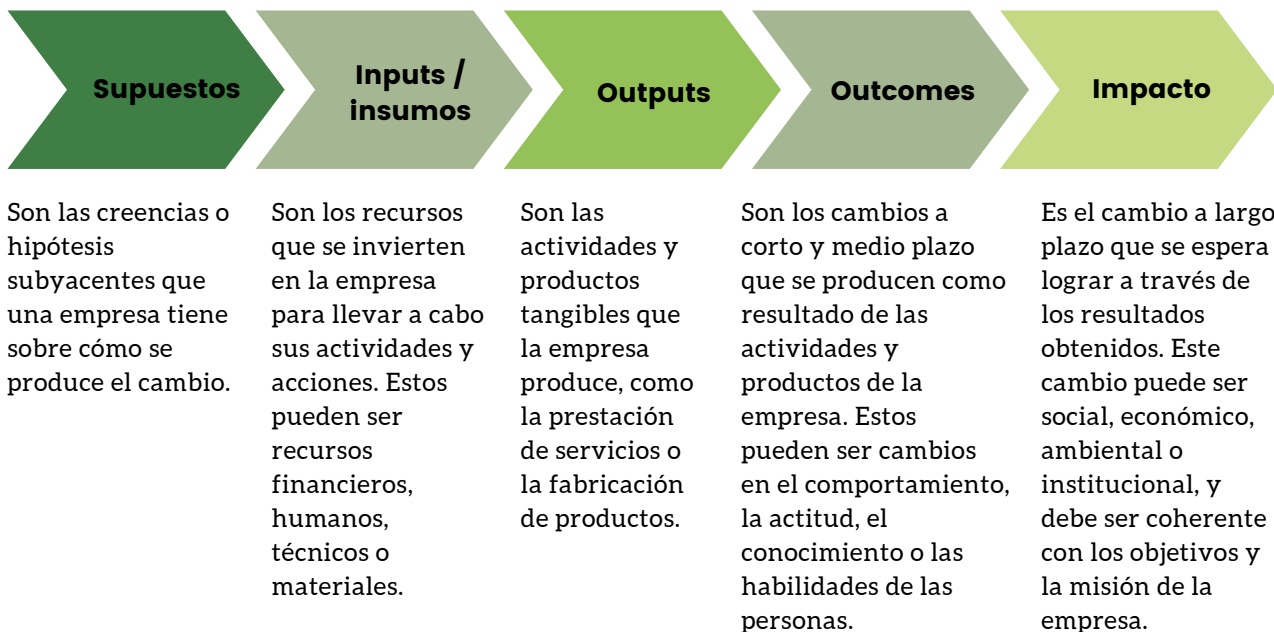 Supuestos
Inputs /
insumos
Outputs
Outcomes
Impacto
Son las creencias o
hipótesis
subyacentes que
una empresa tiene
sobre cómo se
produce el cambio.
Son los recursos
que se invierten
en la empresa
para llevar a cabo
sus actividades y
acciones. Estos
pueden ser
recursos
financieros,
humanos,
técnicos o
materiales.
Son las
actividades y
productos
tangibles que
la empresa
produce, como
la prestación
de servicios o
la fabricación
de productos.
Son los cambios a
corto y medio plazo
que se producen como
resultado de las
actividades y
productos de la
empresa. Estos
pueden ser cambios
en el comportamiento,
la actitud, el
conocimiento o las
habilidades de las
personas.
Es el cambio a largo
plazo que se espera
lograr a través de
los resultados
obtenidos. Este
cambio puede ser
social, económico,
ambiental o
institucional, y
debe ser coherente
con los objetivos y
la misión de la
empresa.